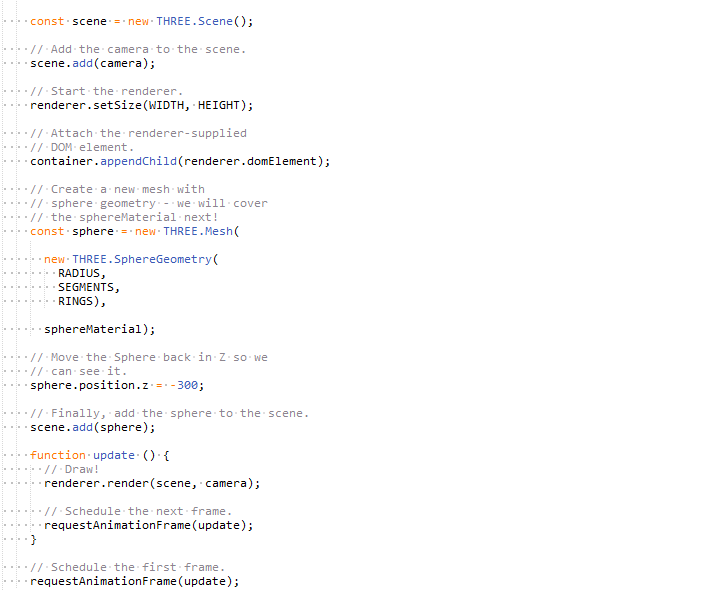 const scene = new THREE.Scene();
// Add the camera to the scene.
scene.add(camera);
// Start the renderer.
renderer.setSize(WIDTH, HEIGHT);
// Attach the renderer-supplied
// DOM element.
container.appendChild(renderer.domElement);
// Create a new mesh with
// sphere geometry - we will cover
// the sphereMaterial next!
const sphere = new THREE.Mesh(
new THREE.SphereGeometry(
RADIUS,
SEGMENTS,
RINGS),
sphereMaterial);
// Move the Sphere back in Z so we
// can see it.
sphere.position.z = -300;
// Finally, add the sphere to the scene.
scene.add(sphere);
function update () {
// Draw!
renderer.render(scene, camera);
// Schedule the next frame.
requestAnimationFrame(update);
}
// Schedule the first frame.
requestAnimationFrame(update);